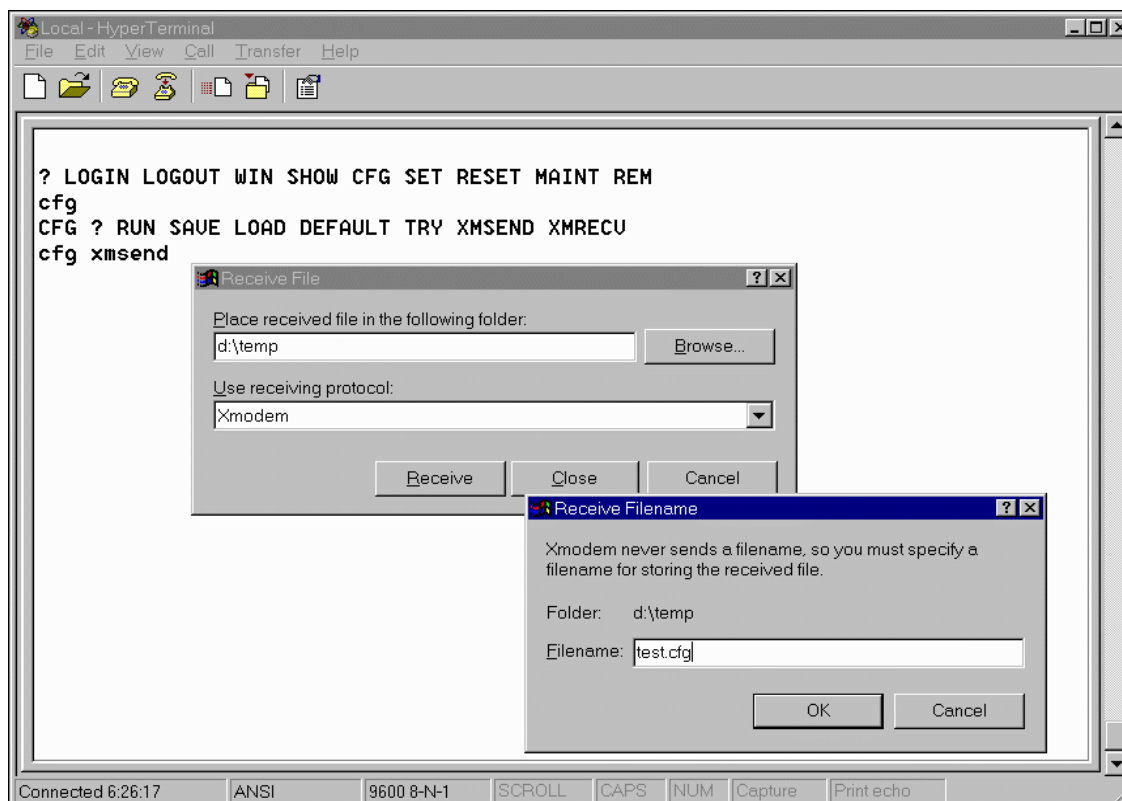 Local - HyperTerminal
File Edit View Call Transfer Help
? LOGIN LOGOUT WIN SHOW CFG SET RESET MAINT REM
cfg
CFG ? RUN SAVE LOAD DEFAULT TRY XMSEND XMRECV
cfg xmsend
Receive File
Place received file in the following folder:
d:\temp
Browse...
Use receiving protocol:
Xmodem
Receive Close Cancel
Receive Filename
Xmodem never sends a filename, so you must specify a
filename for storing the received file.
Folder: d:\temp
Filename: test.cfg
OK Cancel
Connected 6:26:17 ANSI 9600 8-N-1 SCROLL CAPS NUM Capture Print echo